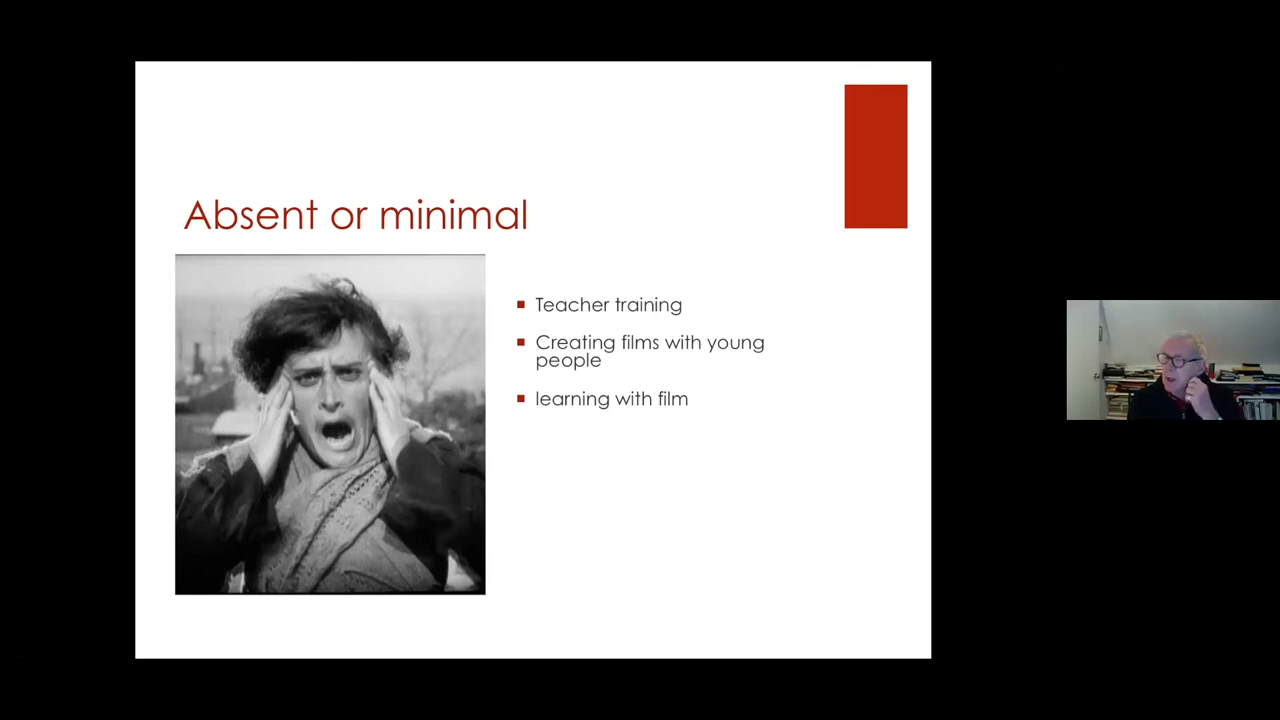 Absent or minimal
Teacher training
Creating films with young
people
learning with film